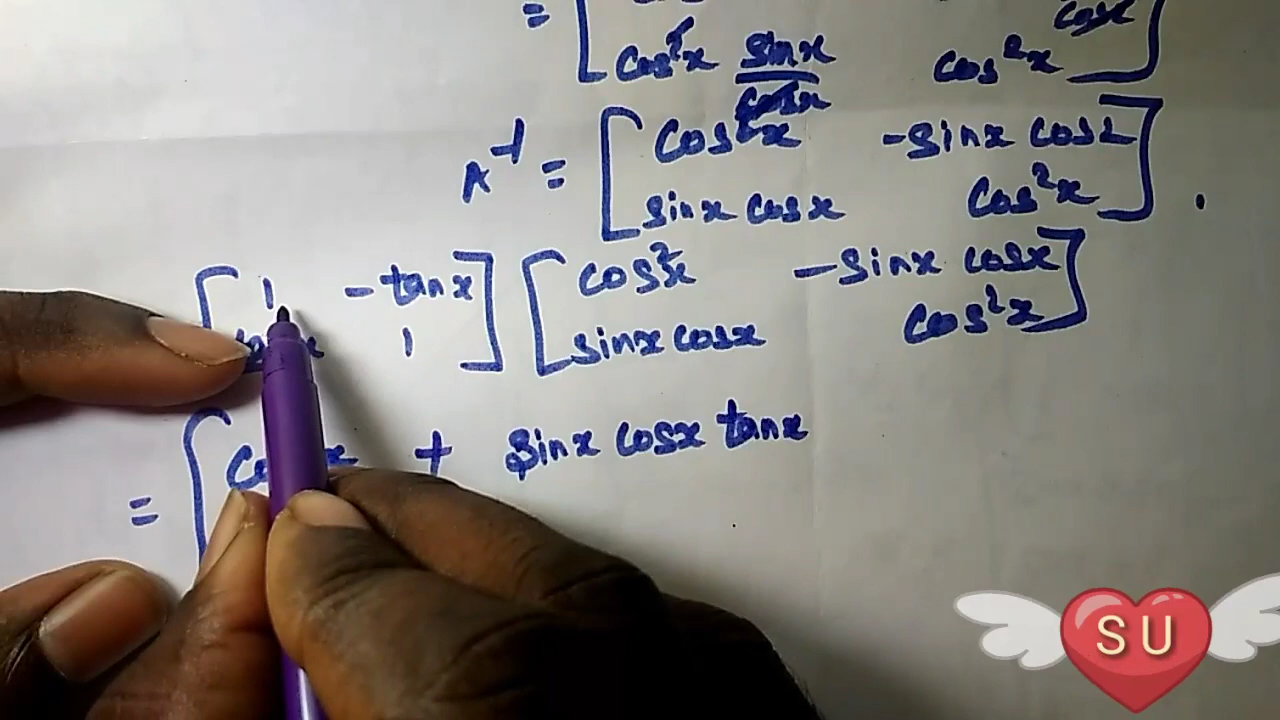 =
cosx
cos²x sinx/cosx cos²x
A⁻¹ = [ cos²x -sinx cosx
sinx cosx cos²x ] .
[ 1 -tanx ] [ cos²x -sinx cosx ]
1 sinx cosx cos²x
= [ + sinx cosx tanx
SU